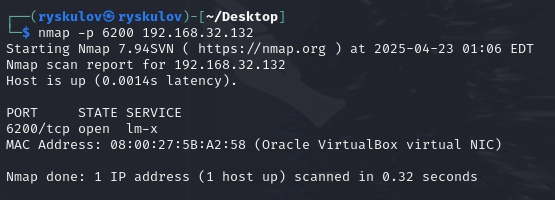 ┌──(ryskulov㉿ryskulov)-[~/Desktop]
└─$ nmap -p 6200 192.168.32.132
Starting Nmap 7.94SVN ( https://nmap.org ) at 2025-04-23 01:06 EDT
Nmap scan report for 192.168.32.132
Host is up (0.0014s latency).
PORT     STATE SERVICE
6200/tcp open  lm-x
MAC Address: 08:00:27:5B:A2:58 (Oracle VirtualBox virtual NIC)
Nmap done: 1 IP address (1 host up) scanned in 0.32 seconds